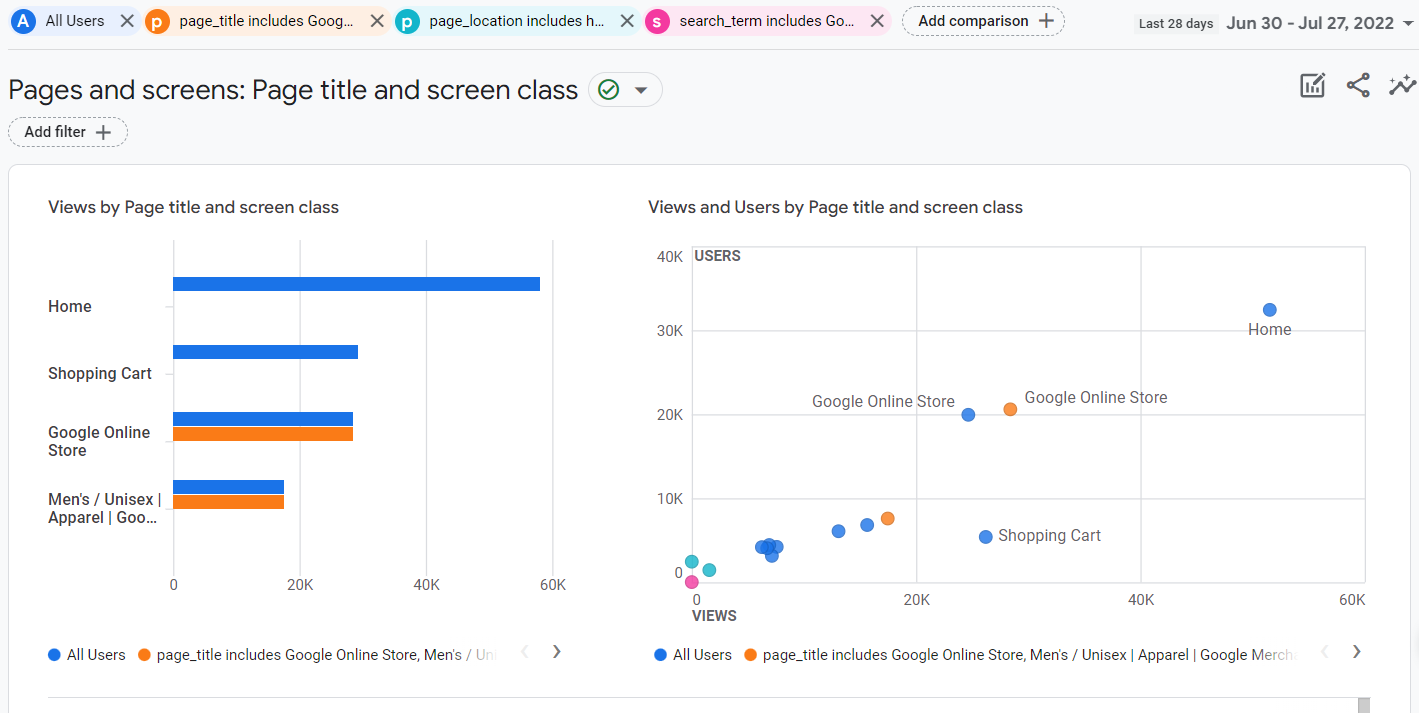 A All Users
p page_title includes Goog...
p page_location includes h...
s search_term includes Go...
Add comparison
Last 28 days Jun 30 - Jul 27, 2022
Pages and screens: Page title and screen class
Add filter
Views by Page title and screen class
Home
Shopping Cart
Google Online
Store
Men's / Unisex |
Apparel | Goo...
0 20K 40K 60K
All Users page_title includes Google Online Store, Men's / Uni
Views and Users by Page title and screen class
40K USERS
30K
20K
10K
0
Home
Google Online Store
Google Online Store
Shopping Cart
0 20K 40K 60K
VIEWS
All Users page_title includes Google Online Store, Men's / Unisex | Apparel | Google Mercha